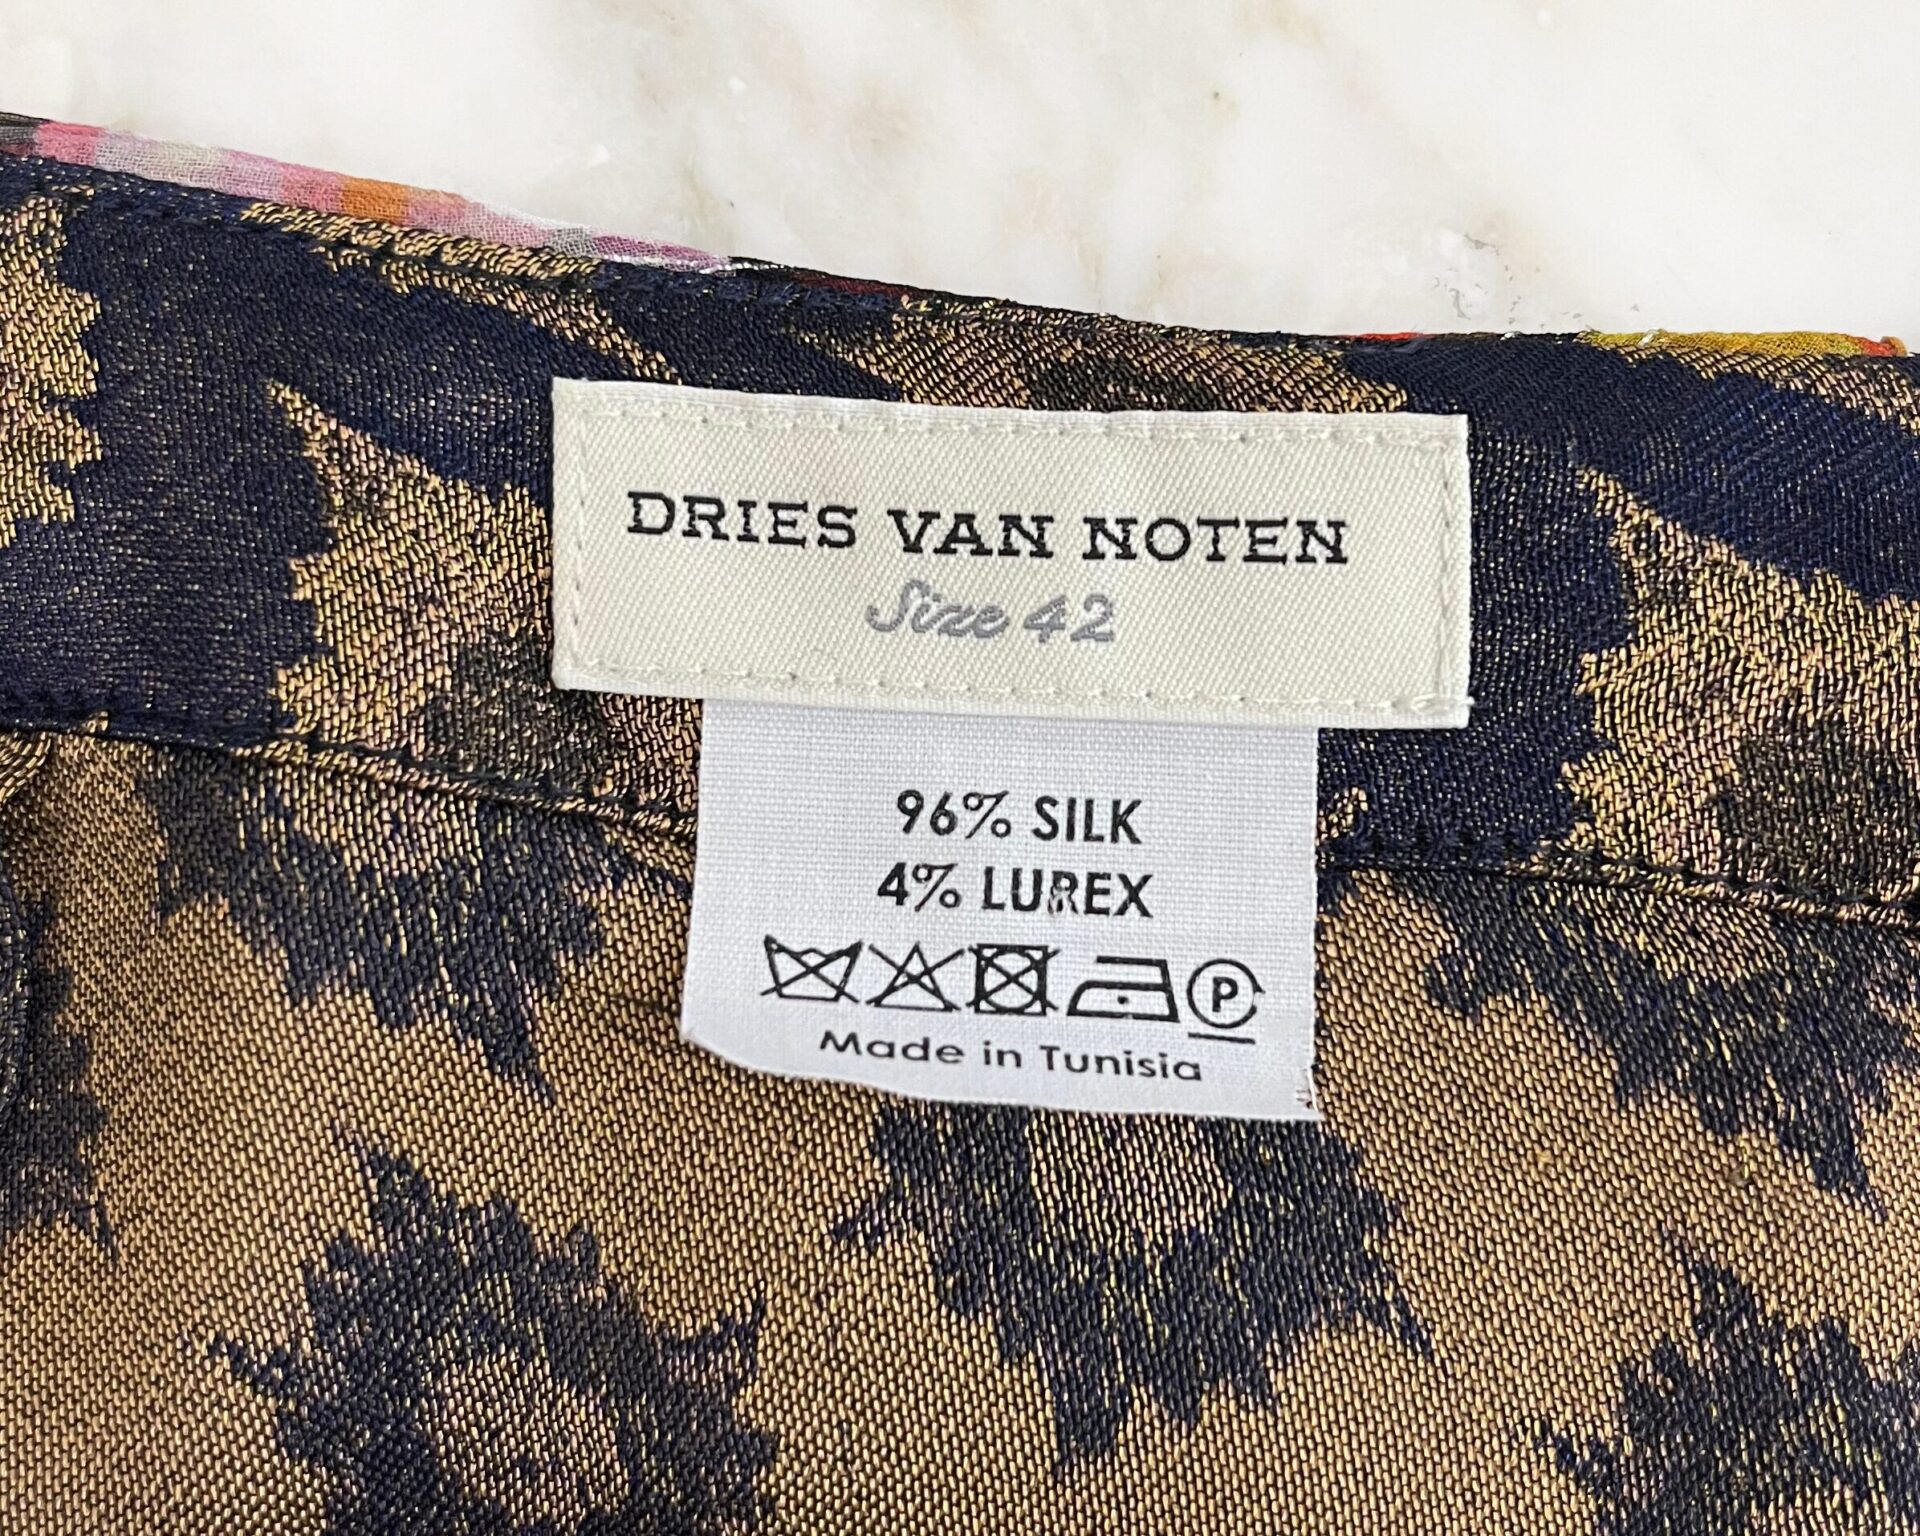 DRIES VAN NOTEN
Size 42
96% SILK
4% LUREX
P
Made in Tunisia